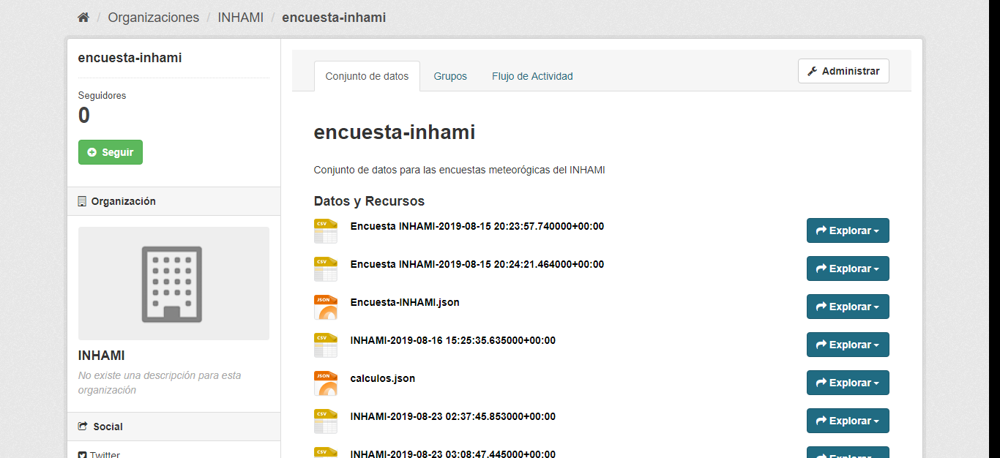 / Organizaciones / INHAMI / encuesta-inhami
encuesta-inhami
Seguidores
0
Seguir
Organización
INHAMI
No existe una descripción para esta
organización
Social
Twitter
Conjunto de datos
Grupos
Flujo de Actividad
Administrar
encuesta-inhami
Conjunto de datos para las encuestas meteorógicas del INHAMI
Datos y Recursos
CSV Encuesta INHAMI-2019-08-15 20:23:57.740000+00:00 Explorar
CSV Encuesta INHAMI-2019-08-15 20:24:21.464000+00:00 Explorar
JSON Encuesta-INHAMI.json Explorar
CSV INHAMI-2019-08-16 15:25:35.635000+00:00 Explorar
JSON calculos.json Explorar
CSV INHAMI-2019-08-23 02:37:45.853000+00:00 Explorar
CSV INHAMI-2019-08-23 03:08:47.445000+00:00 Explorar